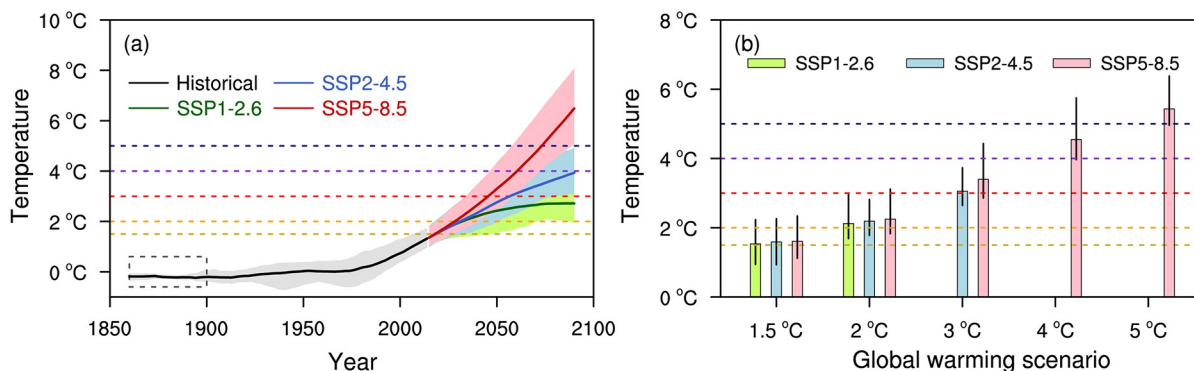 (a)
Temperature
10 °C
8 °C
6 °C
4 °C
2 °C
0 °C
Historical
SSP1-2.6
SSP2-4.5
SSP5-8.5
1850
1900
1950
2000
2050
2100
Year
(b)
Temperature
8 °C
6 °C
4 °C
2 °C
0 °C
SSP1-2.6
SSP2-4.5
SSP5-8.5
1.5 °C
2 °C
3 °C
4 °C
5 °C
Global warming scenario